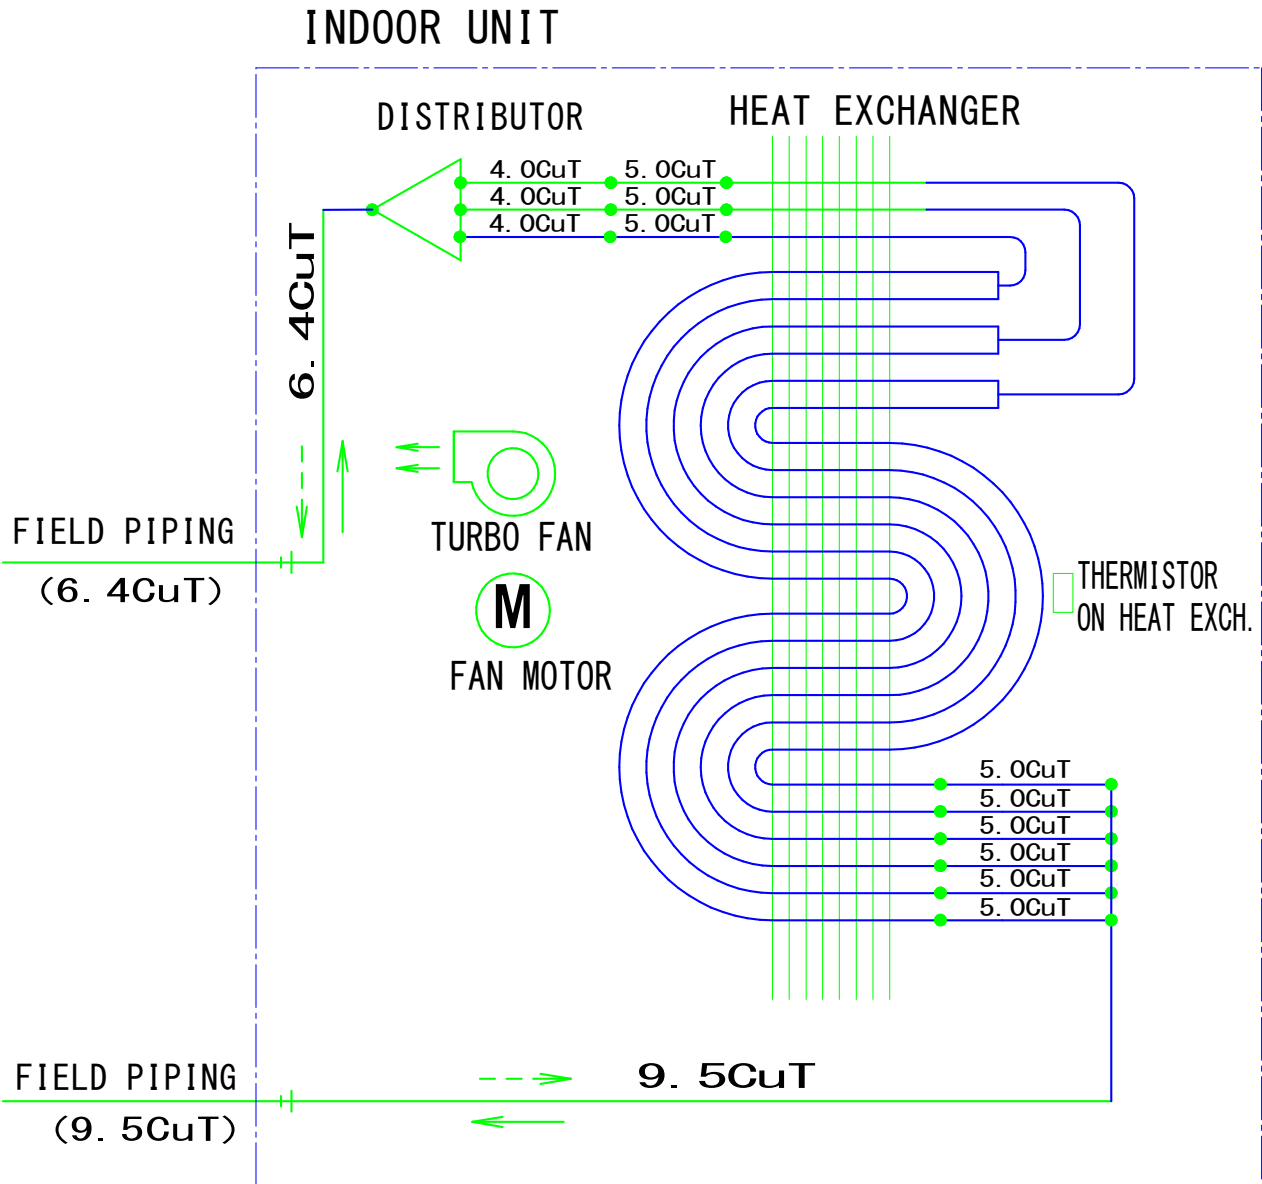 INDOOR UNIT
DISTRIBUTOR
HEAT EXCHANGER
4.0CuT 5.0CuT
4.0CuT 5.0CuT
4.0CuT 5.0CuT
6.4CuT
FIELD PIPING
(6.4CuT)
TURBO FAN
M
FAN MOTOR
THERMISTOR
ON HEAT EXCH.
5.0CuT
5.0CuT
5.0CuT
5.0CuT
5.0CuT
5.0CuT
FIELD PIPING
(9.5CuT)
9.5CuT